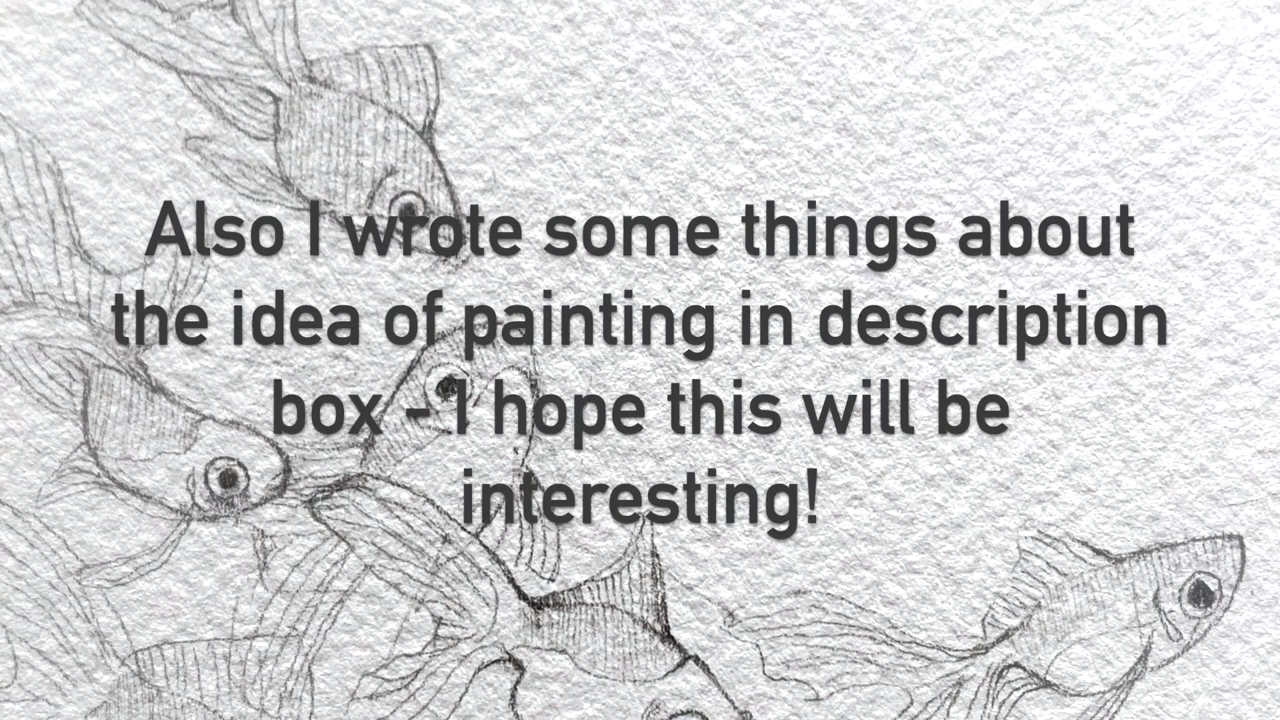 Also I wrote some things about
the idea of painting in description
box - I hope this will be
interesting!